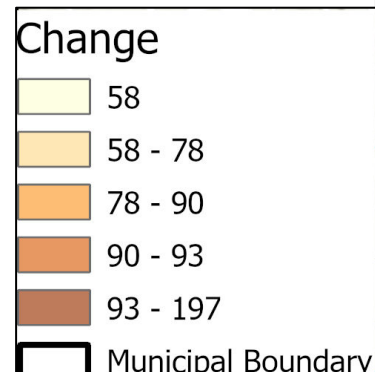 Change
58
58 - 78
78 - 90
90 - 93
93 - 197
Municipal Boundary